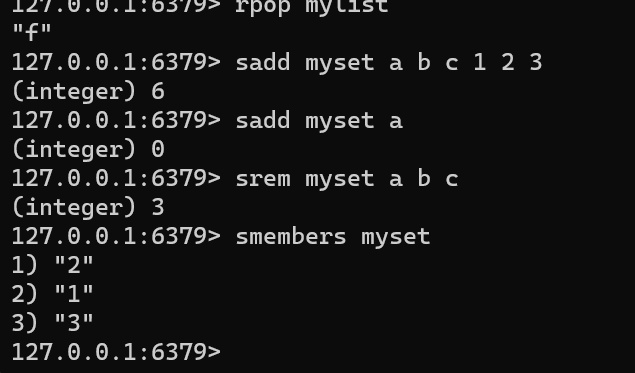 127.0.0.1:6379> rpop mylist
"f"
127.0.0.1:6379> sadd myset a b c 1 2 3
(integer) 6
127.0.0.1:6379> sadd myset a
(integer) 0
127.0.0.1:6379> srem myset a b c
(integer) 3
127.0.0.1:6379> smembers myset
1) "2"
2) "1"
3) "3"
127.0.0.1:6379>